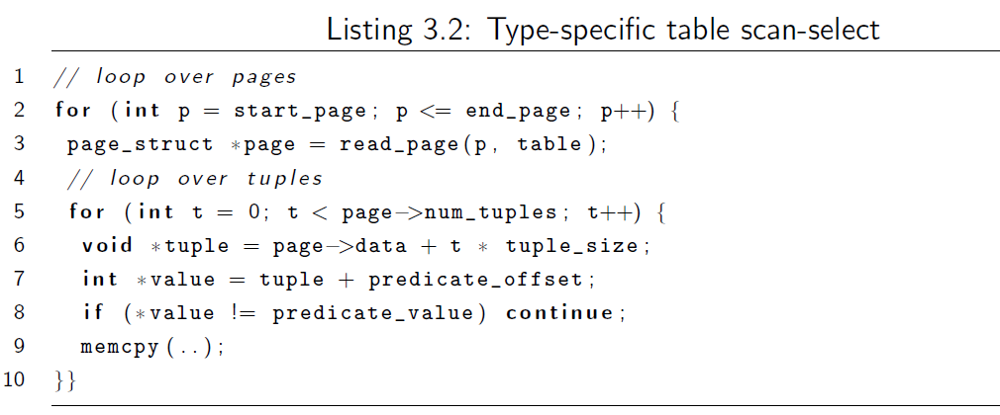 Listing 3.2: Type-specific table scan-select
1 // loop over pages
2 for (int p = start_page; p <= end_page; p++) {
3 page_struct *page = read_page(p, table);
4 // loop over tuples
5 for (int t = 0; t < page->num_tuples; t++) {
6 void *tuple = page->data + t * tuple_size;
7 int *value = tuple + predicate_offset;
8 if (*value != predicate_value) continue;
9 memcpy(..);
10 }}